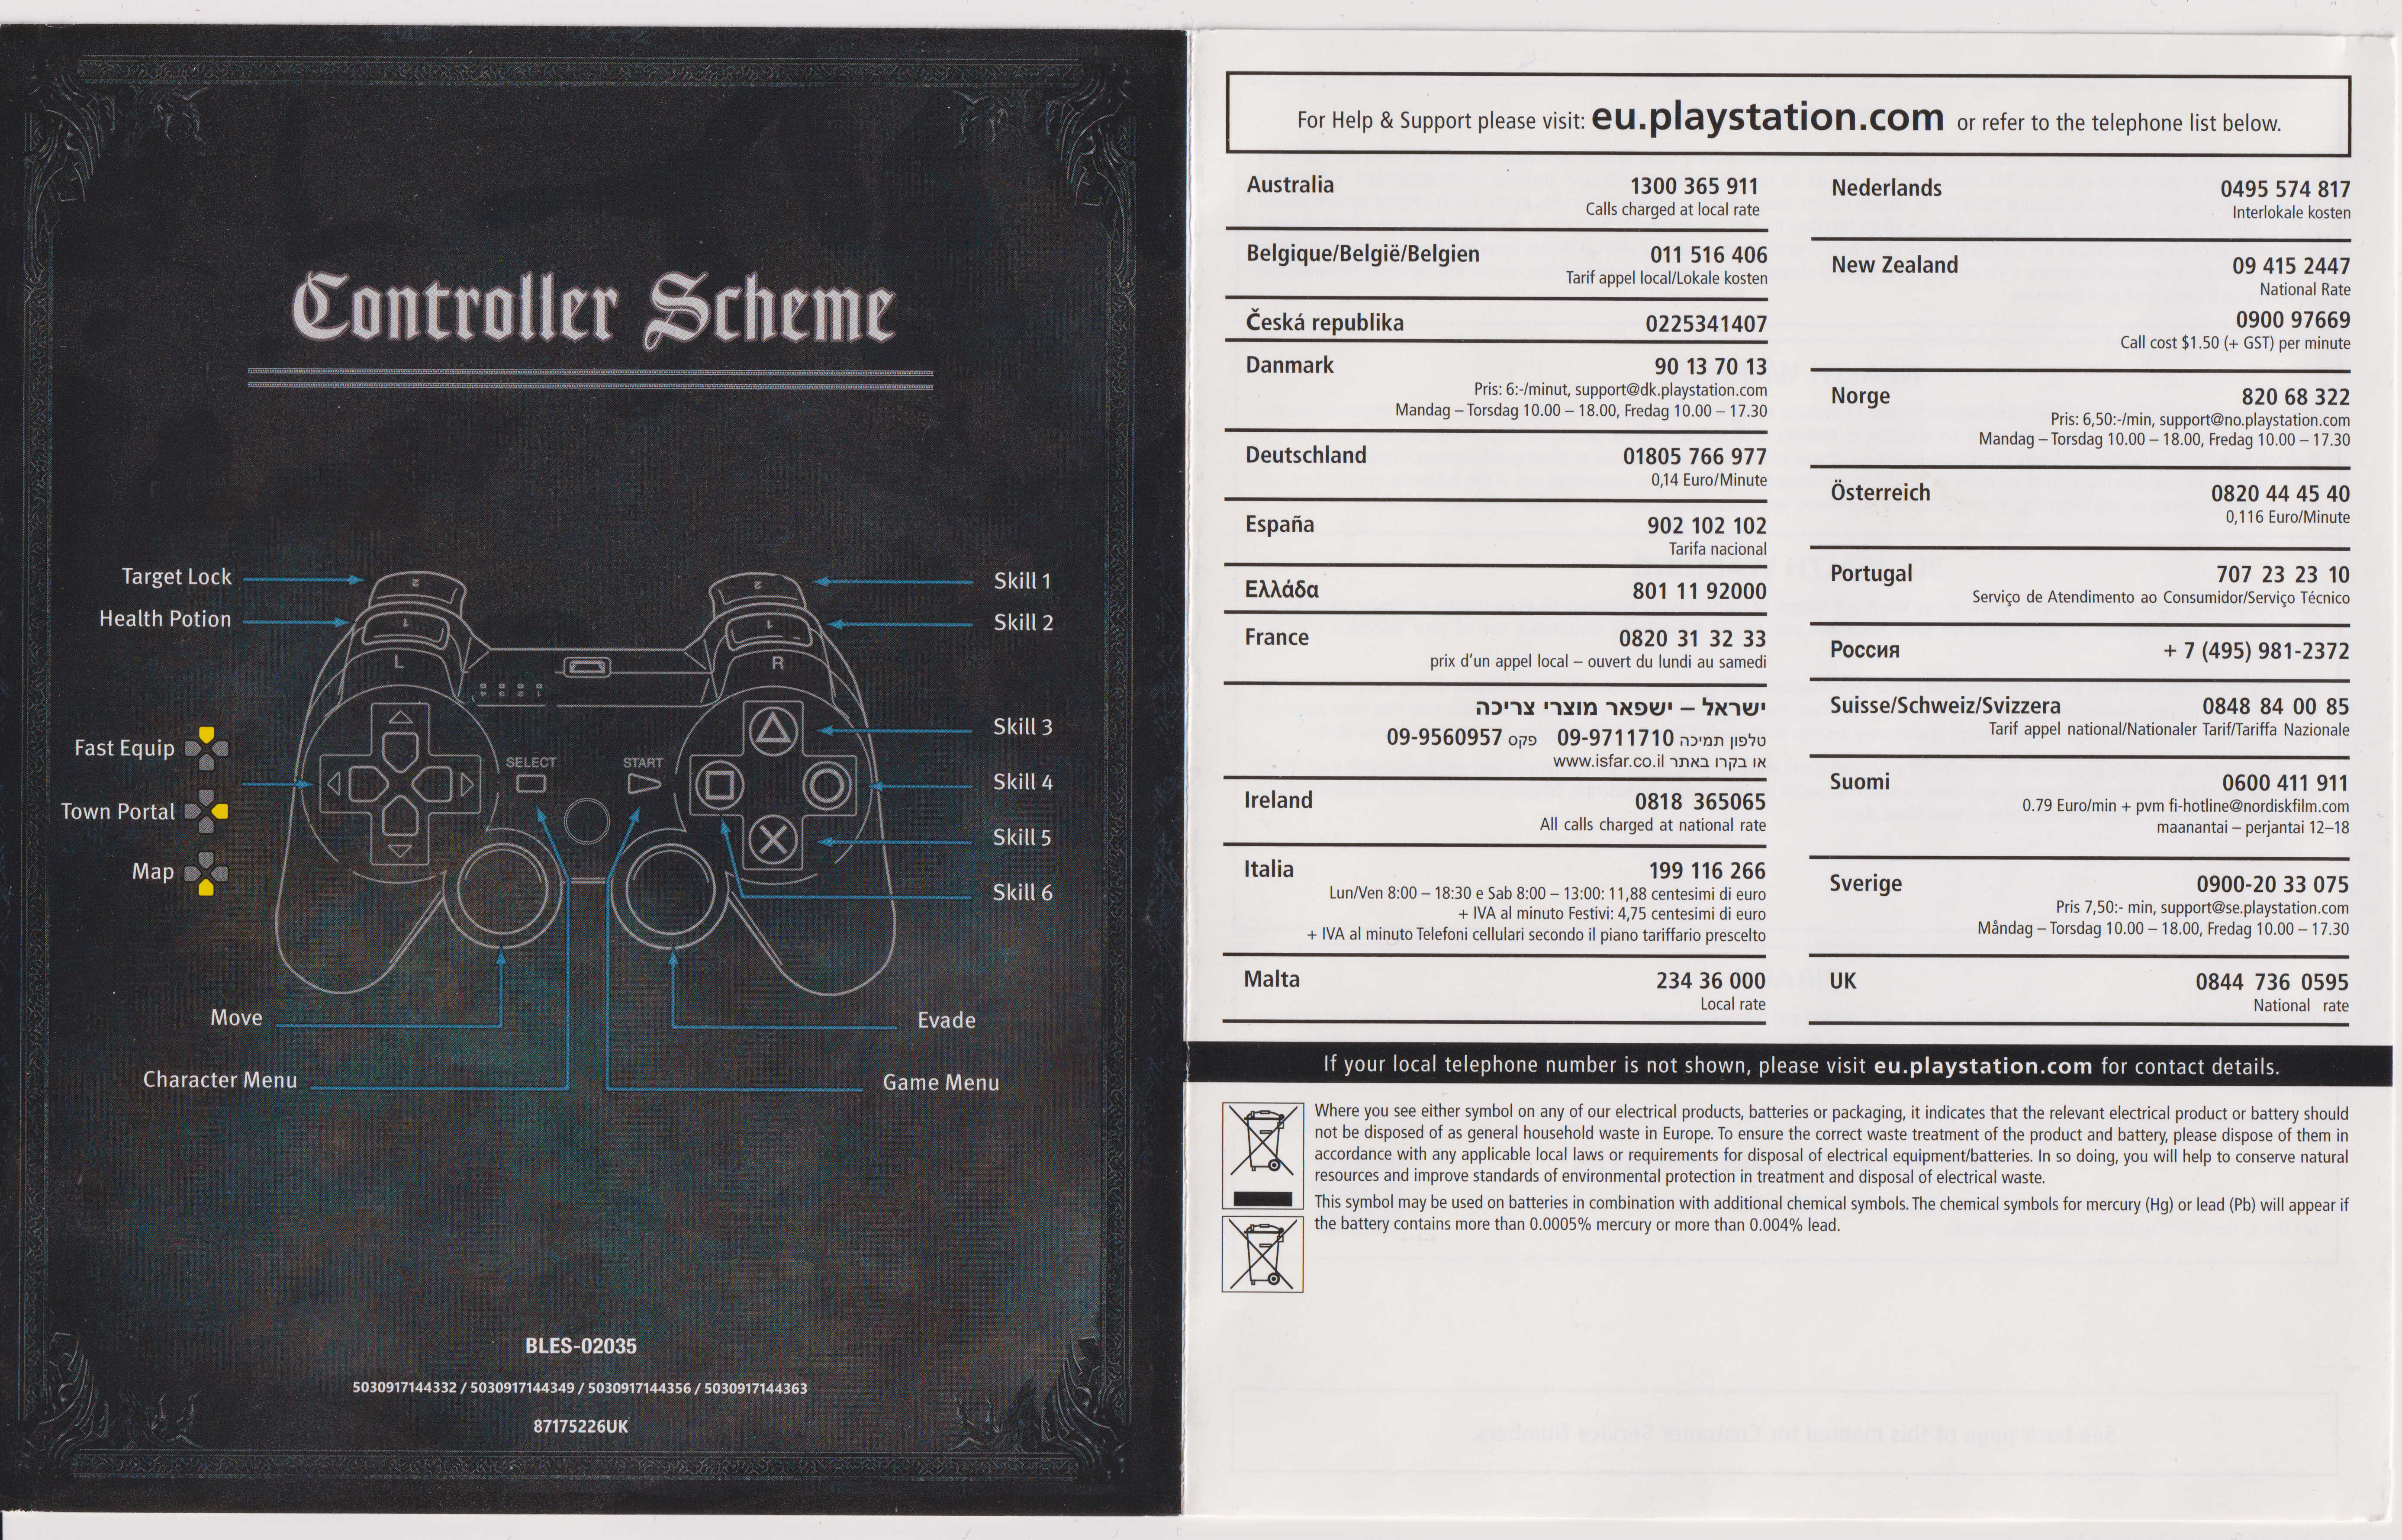 Controller Scheme
Target Lock
Health Potion
Fast Equip
Town Portal
Map
Move
Character Menu
2
1
L
SELECT
START
2
1
R
Skill 1
Skill 2
Skill 3
Skill 4
Skill 5
Skill 6
Evade
Game Menu
BLES-02035
5030917144332 / 5030917144349 / 5030917144356 / 5030917144363
87175226UK
For Help & Support please visit: eu.playstation.com or refer to the telephone list below.
Australia 1300 365 911
Calls charged at local rate
Belgique/België/Belgien 011 516 406
Tarif appel local/Lokale kosten
Česká republika 0225341407
Danmark 90 13 70 13
Pris: 6:-/minut, support@dk.playstation.com
Mandag – Torsdag 10.00 – 18.00, Fredag 10.00 – 17.30
Deutschland 01805 766 977
0,14 Euro/Minute
España 902 102 102
Tarifa nacional
Ελλάδα 801 11 92000
France 0820 31 32 33
prix d'un appel local – ouvert du lundi au samedi
ישראל – ישפאר מוצרי צריכה
טלפון תמיכה 09-9711710 פקס 09-9560957
או בקרו באתר www.isfar.co.il
Ireland 0818 365065
All calls charged at national rate
Italia 199 116 266
Lun/Ven 8:00 – 18:30 e Sab 8:00 – 13:00: 11,88 centesimi di euro
+ IVA al minuto Festivi: 4,75 centesimi di euro
+ IVA al minuto Telefoni cellulari secondo il piano tariffario prescelto
Malta 234 36 000
Local rate
Nederlands 0495 574 817
Interlokale kosten
New Zealand 09 415 2447
National Rate
0900 97669
Call cost $1.50 (+ GST) per minute
Norge 820 68 322
Pris: 6,50:-/min, support@no.playstation.com
Mandag – Torsdag 10.00 – 18.00, Fredag 10.00 – 17.30
Österreich 0820 44 45 40
0,116 Euro/Minute
Portugal 707 23 23 10
Serviço de Atendimento ao Consumidor/Serviço Técnico
Россия + 7 (495) 981-2372
Suisse/Schweiz/Svizzera 0848 84 00 85
Tarif appel national/Nationaler Tarif/Tariffa Nazionale
Suomi 0600 411 911
0.79 Euro/min + pvm fi-hotline@nordiskfilm.com
maanantai – perjantai 12–18
Sverige 0900-20 33 075
Pris 7,50:- min, support@se.playstation.com
Måndag – Torsdag 10.00 – 18.00, Fredag 10.00 – 17.30
UK 0844 736 0595
National rate
If your local telephone number is not shown, please visit eu.playstation.com for contact details.
Where you see either symbol on any of our electrical products, batteries or packaging, it indicates that the relevant electrical product or battery should
not be disposed of as general household waste in Europe. To ensure the correct waste treatment of the product and battery, please dispose of them in
accordance with any applicable local laws or requirements for disposal of electrical equipment/batteries. In so doing, you will help to conserve natural
resources and improve standards of environmental protection in treatment and disposal of electrical waste.
This symbol may be used on batteries in combination with additional chemical symbols. The chemical symbols for mercury (Hg) or lead (Pb) will appear if
the battery contains more than 0.0005% mercury or more than 0.004% lead.